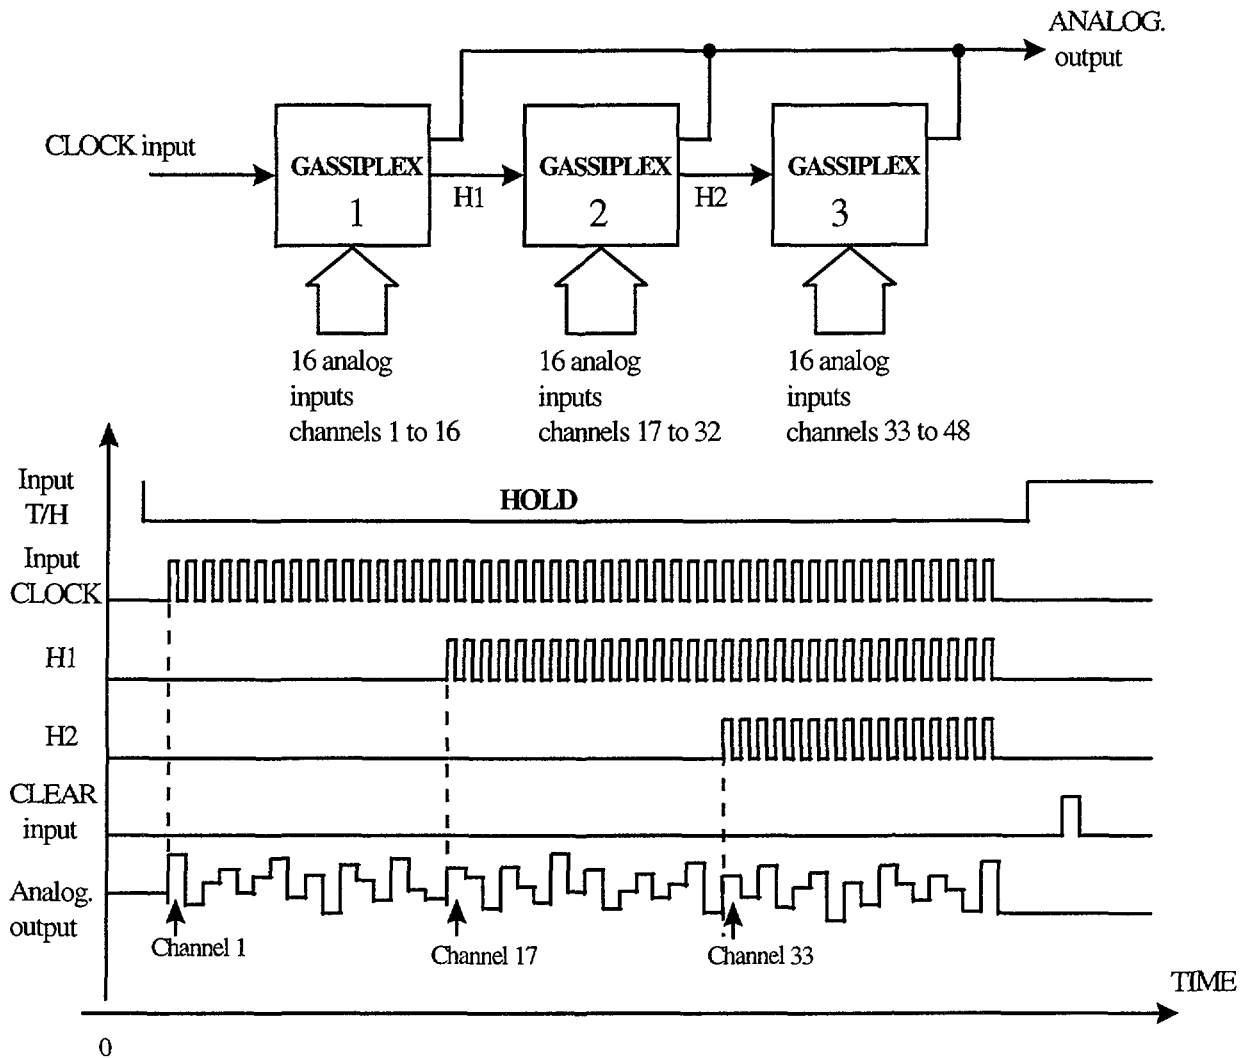 ANALOG.
output
CLOCK input
GASSIPLEX
1
H1
GASSIPLEX
2
H2
GASSIPLEX
3
16 analog
inputs
channels 1 to 16
16 analog
inputs
channels 17 to 32
16 analog
inputs
channels 33 to 48
Input
T/H
HOLD
Input
CLOCK
H1
H2
CLEAR
input
Analog.
output
Channel 1
Channel 17
Channel 33
TIME
0